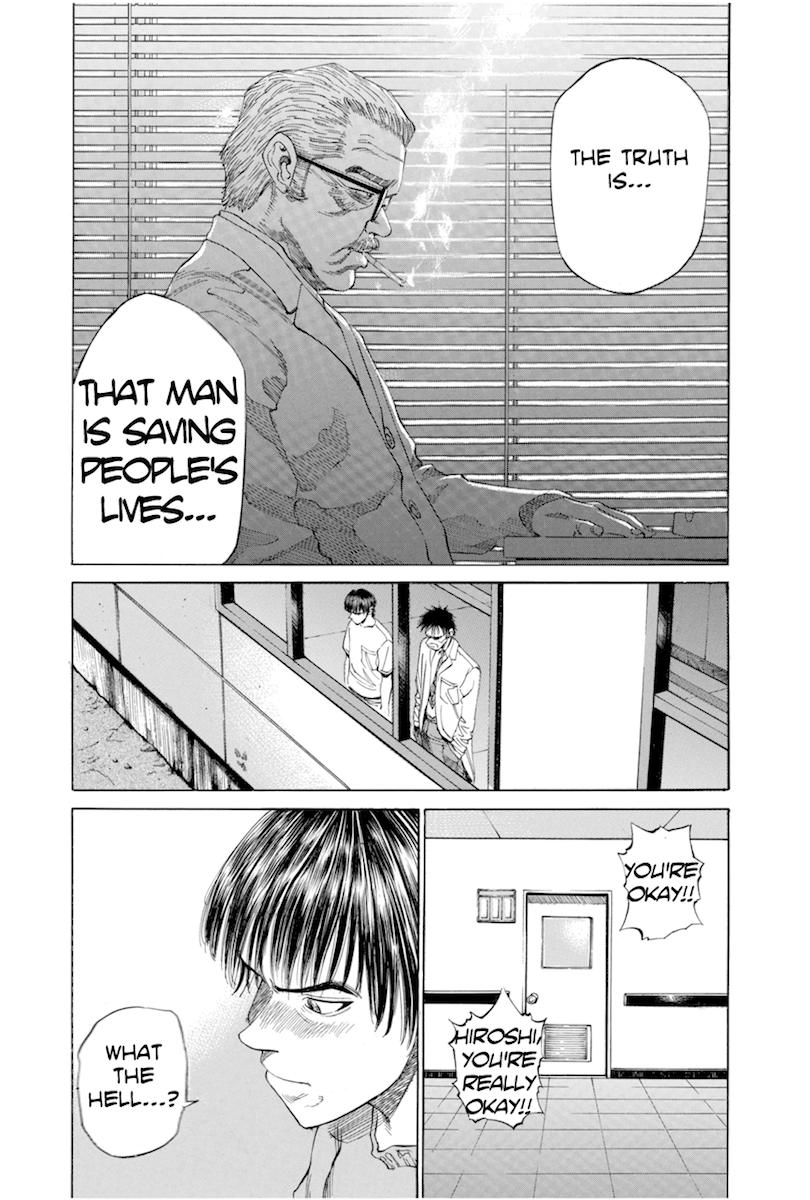 THE TRUTH
IS...
THAT MAN
IS SAVING
PEOPLE'S
LIVES...
YOU'RE
OKAY!!
HIROSHI,
YOU'RE
REALLY
OKAY!!
WHAT
THE
HELL...?